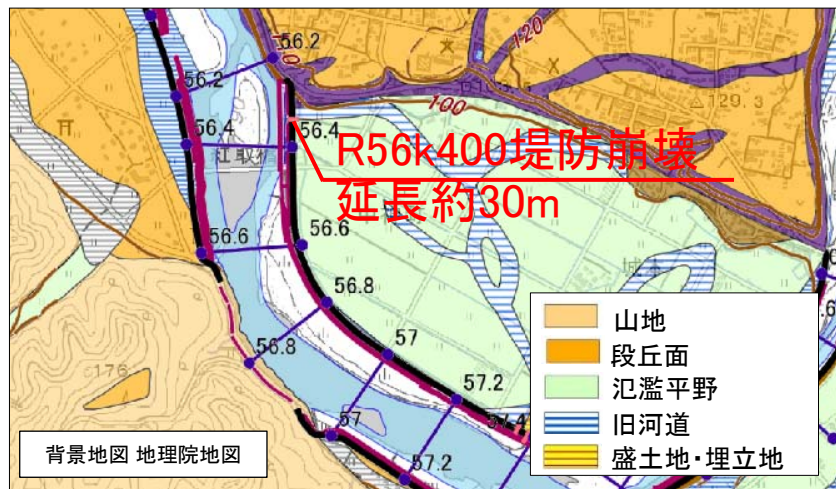 56.2
120
56.2
100
129.3
56.4
56.4
R56k400堤防崩壊
延長約30m
56.6
56.6
56.8
56.8
57
57.2
57.4
57
57.2
176
山地
段丘面
氾濫平野
旧河道
盛土地・埋立地
背景地図 地理院地図